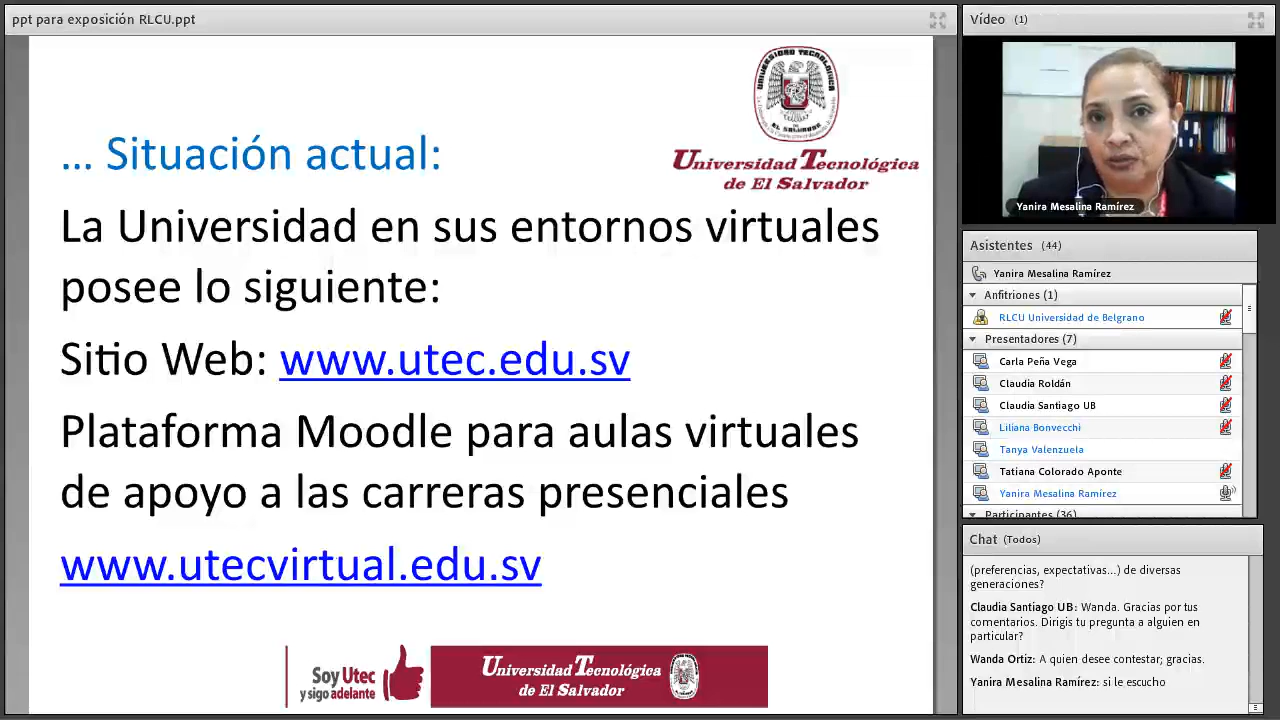 ppt para exposición RLCU.ppt
... Situación actual:
Universidad Tecnológica
de El Salvador
La Universidad en sus entornos virtuales
posee lo siguiente:
Sitio Web: www.utec.edu.sv
Plataforma Moodle para aulas virtuales
de apoyo a las carreras presenciales
www.utecvirtual.edu.sv
Soy Utec
y sigo adelante
Universidad Tecnológica
de El Salvador
Vídeo (1)
Yanira Mesalina Ramírez
Asistentes (44)
Yanira Mesalina Ramírez
Anfitriones (1)
RLCU Universidad de Belgrano
Presentadores (7)
Carla Peña Vega
Claudia Roldán
Claudia Santiago UB
Liliana Bonvecchi
Tanya Valenzuela
Tatiana Colorado Aponte
Yanira Mesalina Ramírez
Participantes (36)
Chat (Todos)
(preferencias, expectativas...) de diversas
generaciones?
Claudia Santiago UB: Wanda. Gracias por tus
comentarios. Dirigis tu pregunta a alguien en
particular?
Wanda Ortiz: A quien desee contestar; gracias.
Yanira Mesalina Ramírez: si le escucho